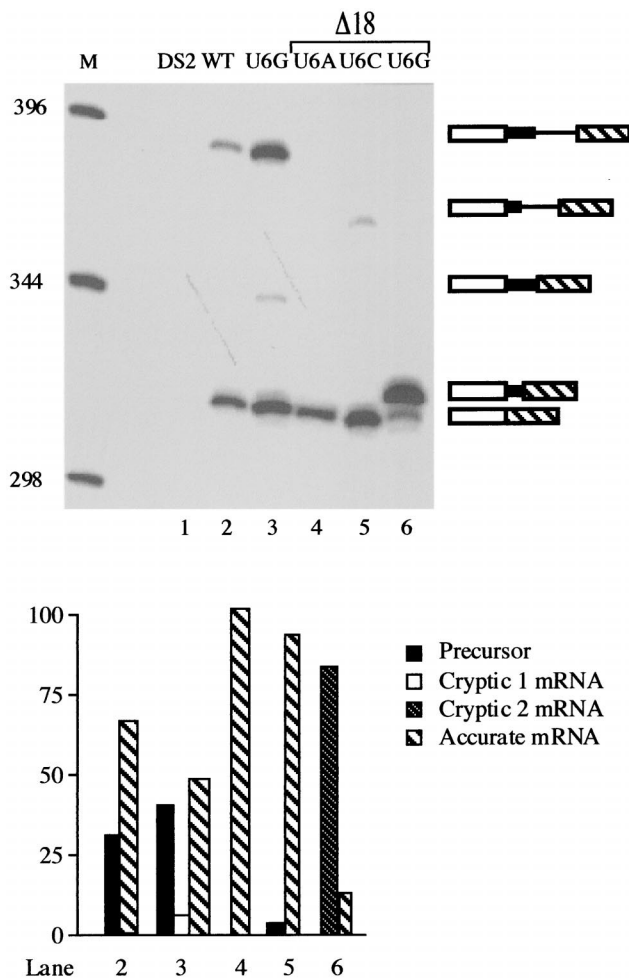 Δ18
M DS2 WT U6G U6A U6C U6G
396
344
298
1 2 3 4 5 6
100
75
50
25
0
Precursor
Cryptic 1 mRNA
Cryptic 2 mRNA
Accurate mRNA
Lane 2 3 4 5 6